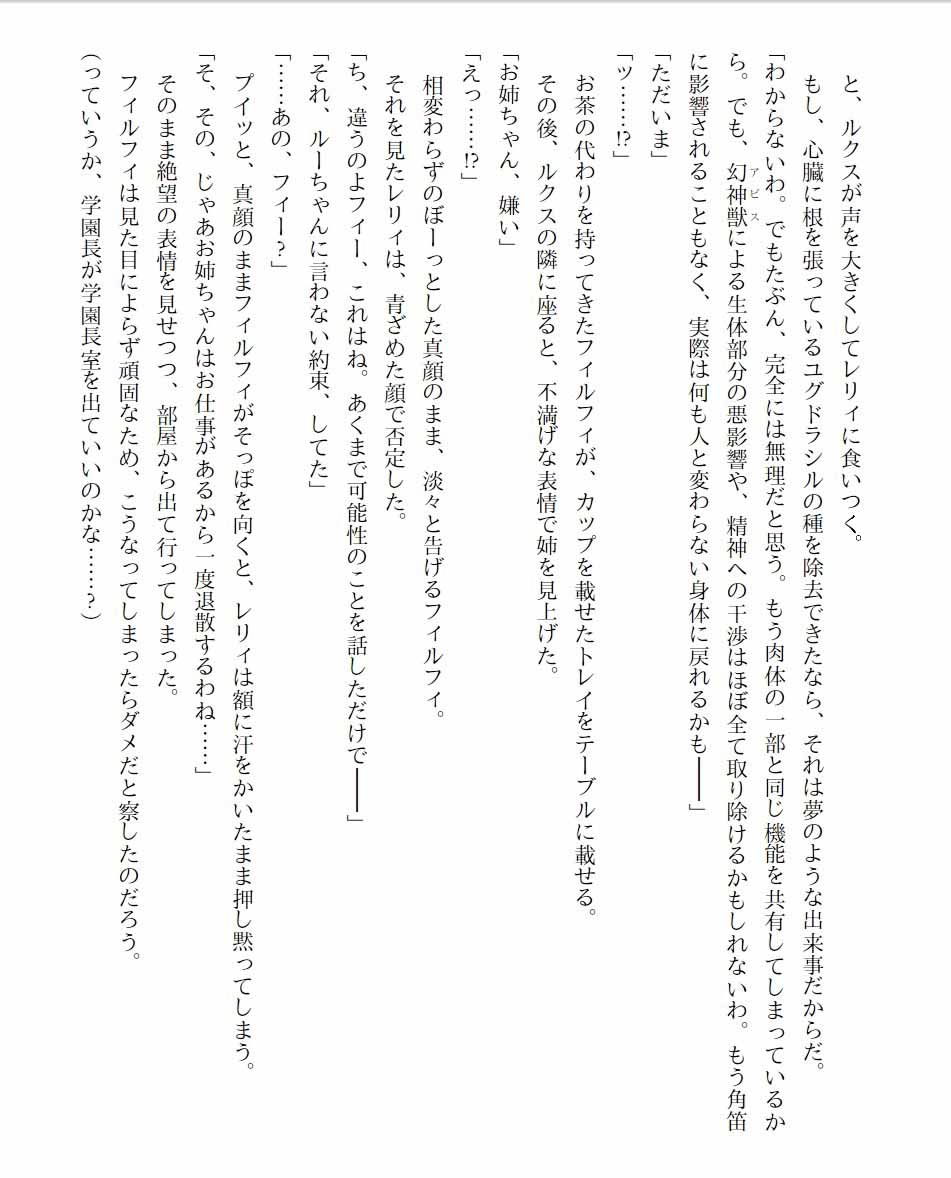 と、ルクスが声を大きくしてレリィに食いつく。
もし、心臓に根を張っているユグドラシルの種を除去できたなら、それは夢のような出来事だからだ。
「わからないわ。でもたぶん、完全には無理だと思う。もう肉体の一部と同じ機能を共有してしまっているか
ら。でも、幻神獣アビスによる生体部分の悪影響や、精神への干渉はほぼ全て取り除けるかもしれないわ。もう角笛
に影響されることもなく、実際は何も人と変わらない身体に戻れるかも――」
「ただいま」
「ッ……!?」
お茶の代わりを持ってきたフィルフィが、カップを載せたトレイをテーブルに載せる。
その後、ルクスの隣に座ると、不満げな表情で姉を見上げた。
「お姉ちゃん、嫌い」
「えっ……!?」
相変わらずのぼーっとした真顔のまま、淡々と告げるフィルフィ。
それを見たレリィは、青ざめた顔で否定した。
「ち、違うのよフィー、これはね。あくまで可能性のことを話しただけで――」
「それ、ルーちゃんに言わない約束、してた」
「……あの、フィー？」
プイッと、真顔のままフィルフィがそっぽを向くと、レリィは額に汗をかいたまま押し黙ってしまう。
「そ、その、じゃあお姉ちゃんはお仕事があるから一度退散するわね……」
そのまま絶望の表情を見せつつ、部屋から出て行ってしまった。
フィルフィは見た目によらず頑固なため、こうなってしまったらダメだと察したのだろう。
（っていうか、学園長が学園長室を出ていいのかな……？）